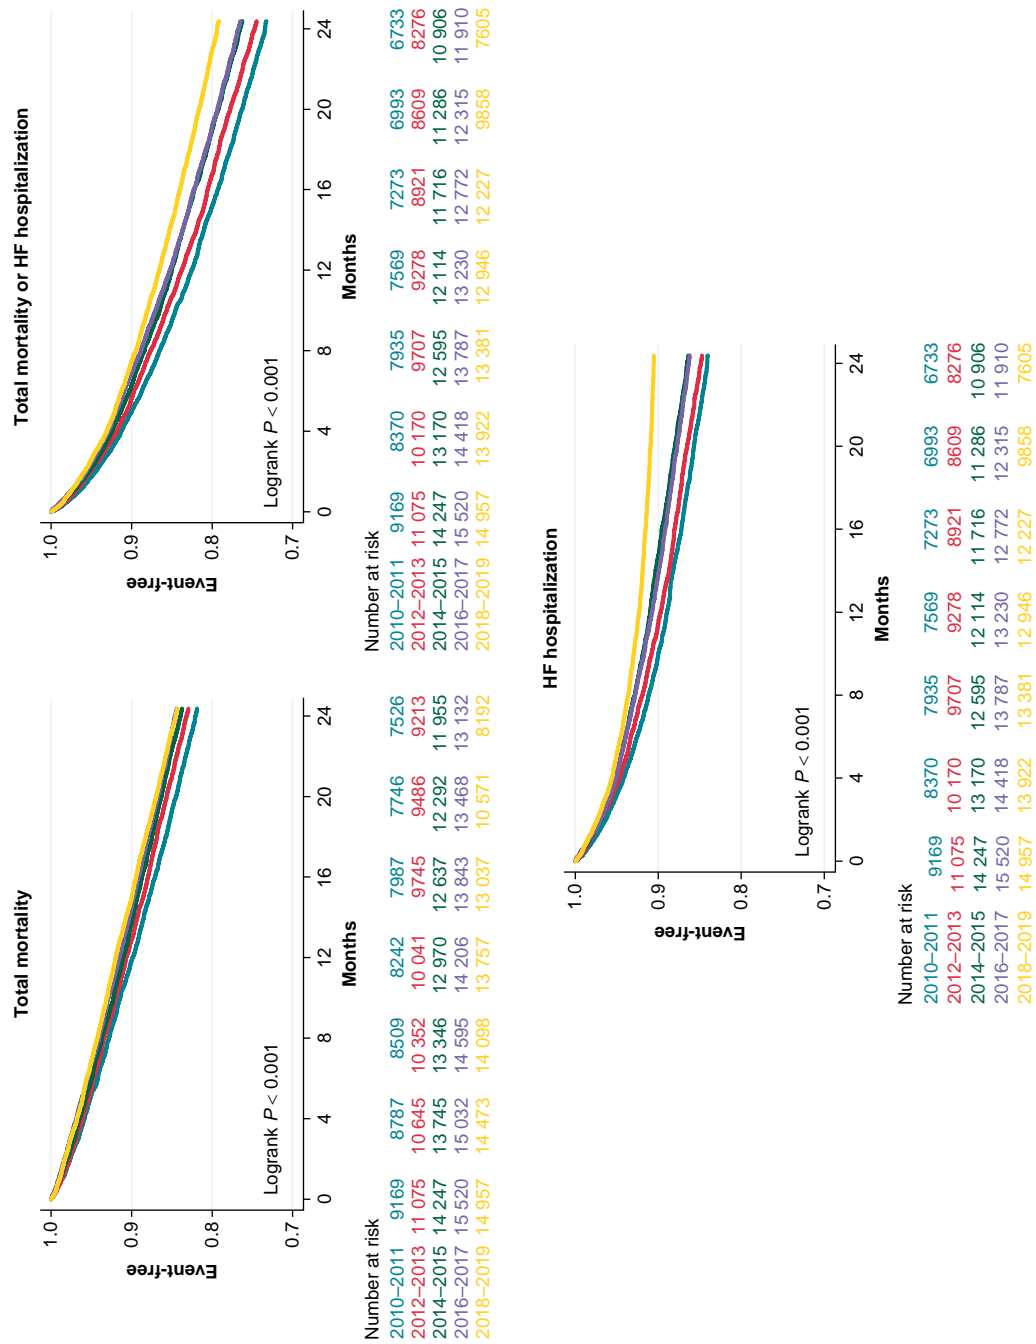 Total mortality
Event-free
1.0
0.9
0.8
0.7
Logrank P < 0.001
0 4 8 12 16 20 24
Months
Number at risk
2010–2011 9169 8787 8509 8242 7987 7746 7526
2012–2013 11 075 10 645 10 352 10 041 9745 9486 9213
2014–2015 14 247 13 745 13 346 12 970 12 637 12 292 11 955
2016–2017 15 520 15 032 14 595 14 206 13 843 13 468 13 132
2018–2019 14 957 14 473 14 098 13 757 13 037 10 571 8192
Total mortality or HF hospitalization
Event-free
1.0
0.9
0.8
0.7
Logrank P < 0.001
0 4 8 12 16 20 24
Months
Number at risk
2010–2011 9169 8370 7935 7569 7273 6993 6733
2012–2013 11 075 10 170 9707 9278 8921 8609 8276
2014–2015 14 247 13 170 12 595 12 114 11 716 11 286 10 906
2016–2017 15 520 14 418 13 787 13 230 12 772 12 315 11 910
2018–2019 14 957 13 922 13 381 12 946 12 227 9858 7605
HF hospitalization
Event-free
1.0
0.9
0.8
0.7
Logrank P < 0.001
0 4 8 12 16 20 24
Months
Number at risk
2010–2011 9169 8370 7935 7569 7273 6993 6733
2012–2013 11 075 10 170 9707 9278 8921 8609 8276
2014–2015 14 247 13 170 12 595 12 114 11 716 11 286 10 906
2016–2017 15 520 14 418 13 787 13 230 12 772 12 315 11 910
2018–2019 14 957 13 922 13 381 12 946 12 227 9858 7605